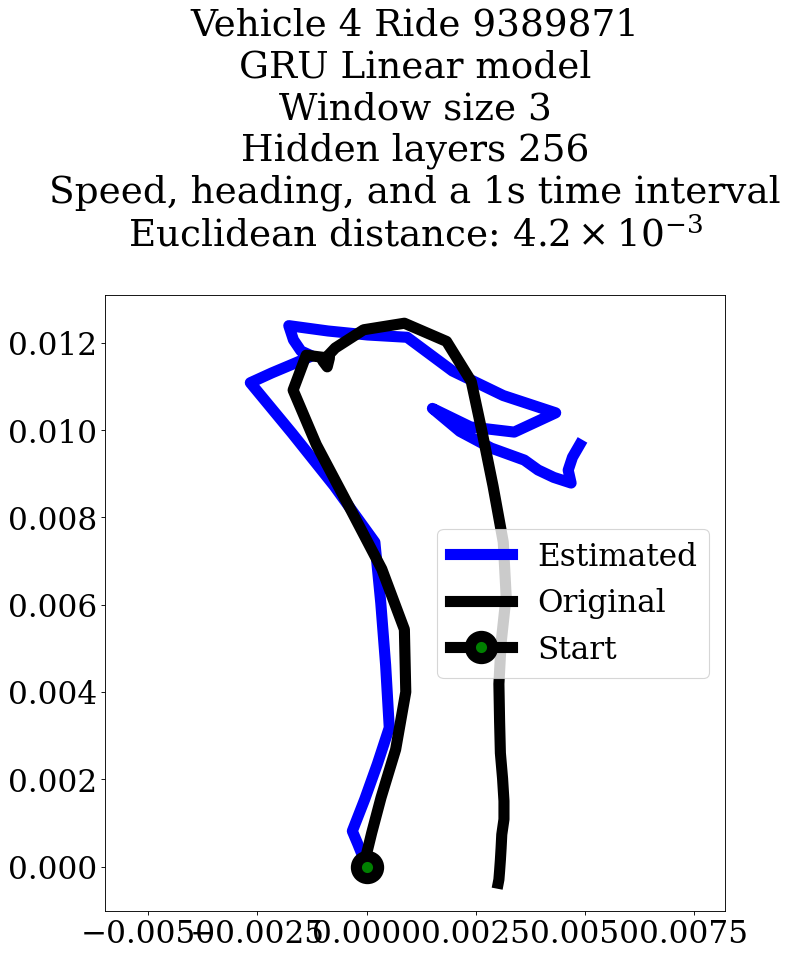 Vehicle 4 Ride 9389871
GRU Linear model
Window size 3
Hidden layers 256
Speed, heading, and a 1s time interval
Euclidean distance: 4.2 × 10⁻³
0.012
0.010
0.008
0.006
0.004
0.002
0.000
Estimated
Original
Start
−0.0050 −0.0025 0.0000 0.0025 0.0050 0.0075